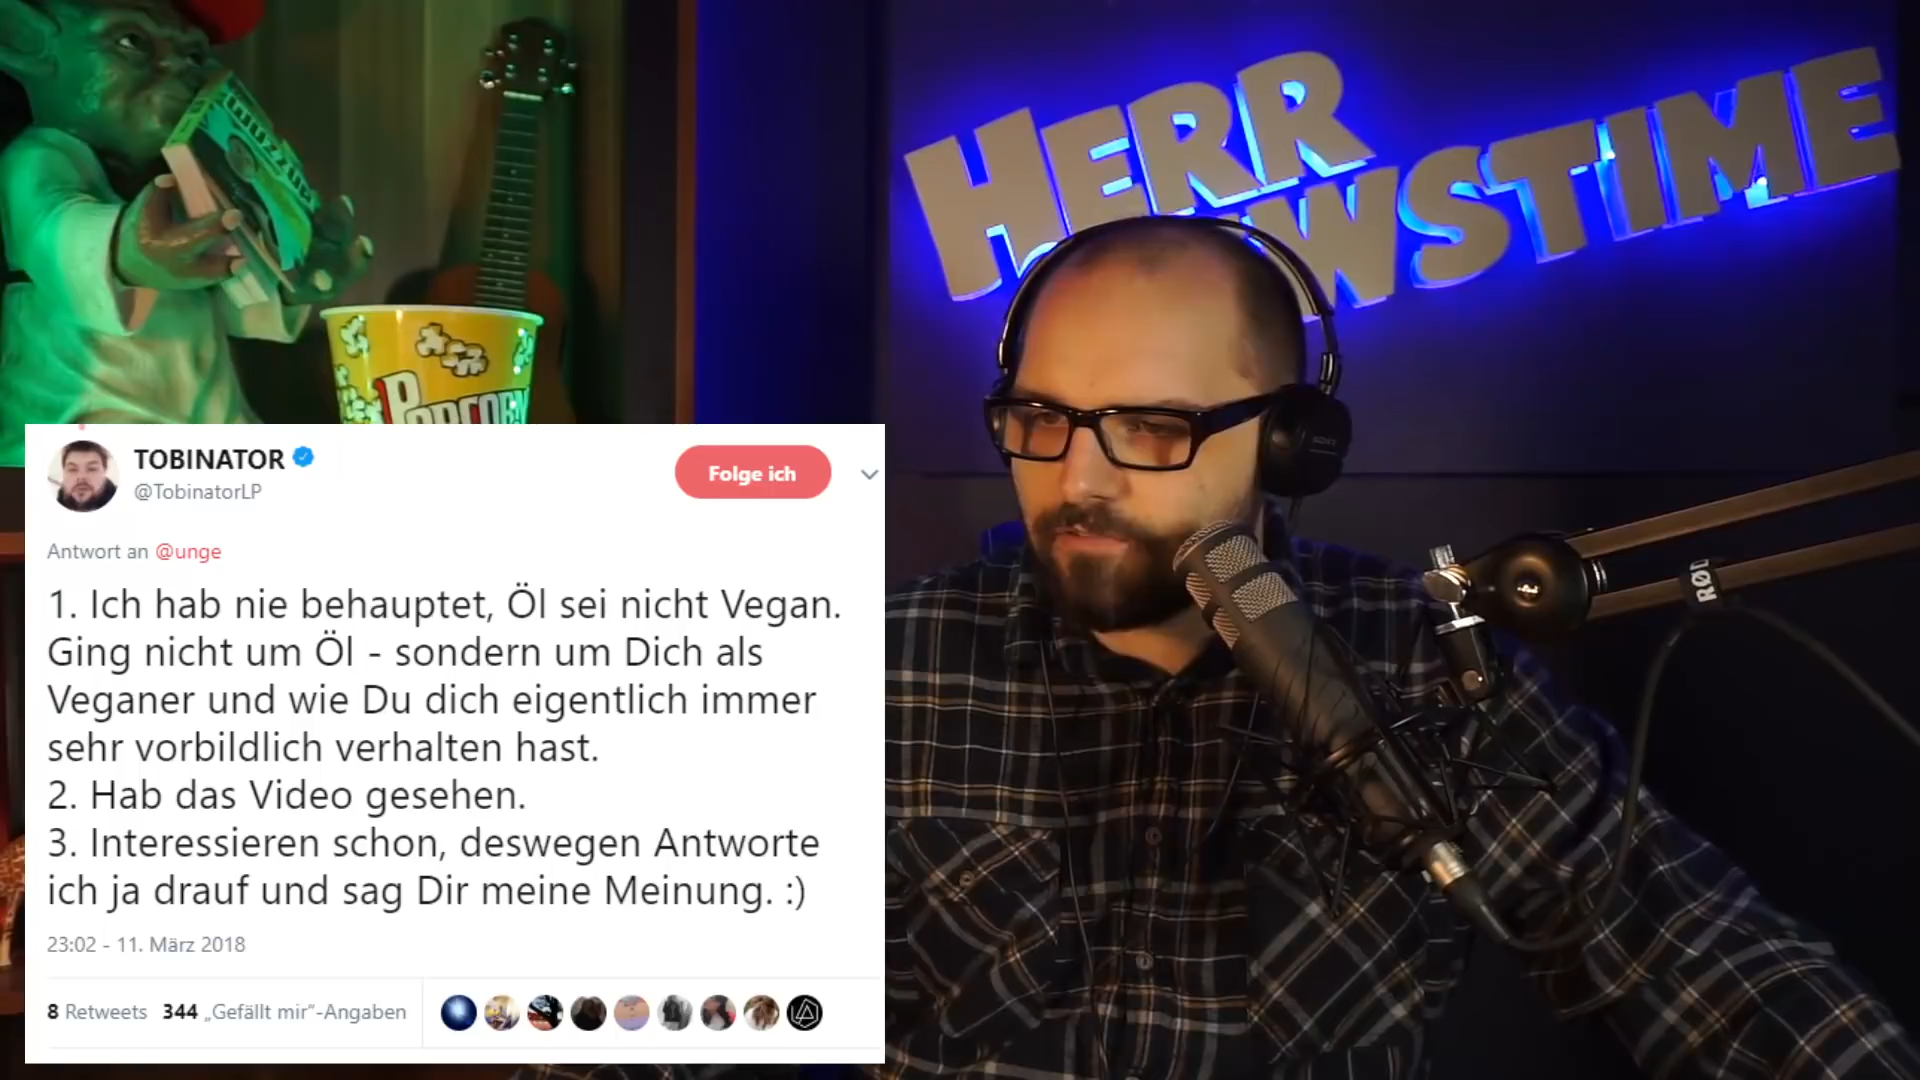 HERR
NEWSTIME
POPCORN
SONY
RØDE
TOBINATOR
@TobinatorLP
Folge ich
Antwort an @unge
1. Ich hab nie behauptet, Öl sei nicht Vegan.
Ging nicht um Öl - sondern um Dich als
Veganer und wie Du dich eigentlich immer
sehr vorbildlich verhalten hast.
2. Hab das Video gesehen.
3. Interessieren schon, deswegen Antworte
ich ja drauf und sag Dir meine Meinung. :)
23:02 - 11. März 2018
8 Retweets 344 „Gefällt mir“-Angaben